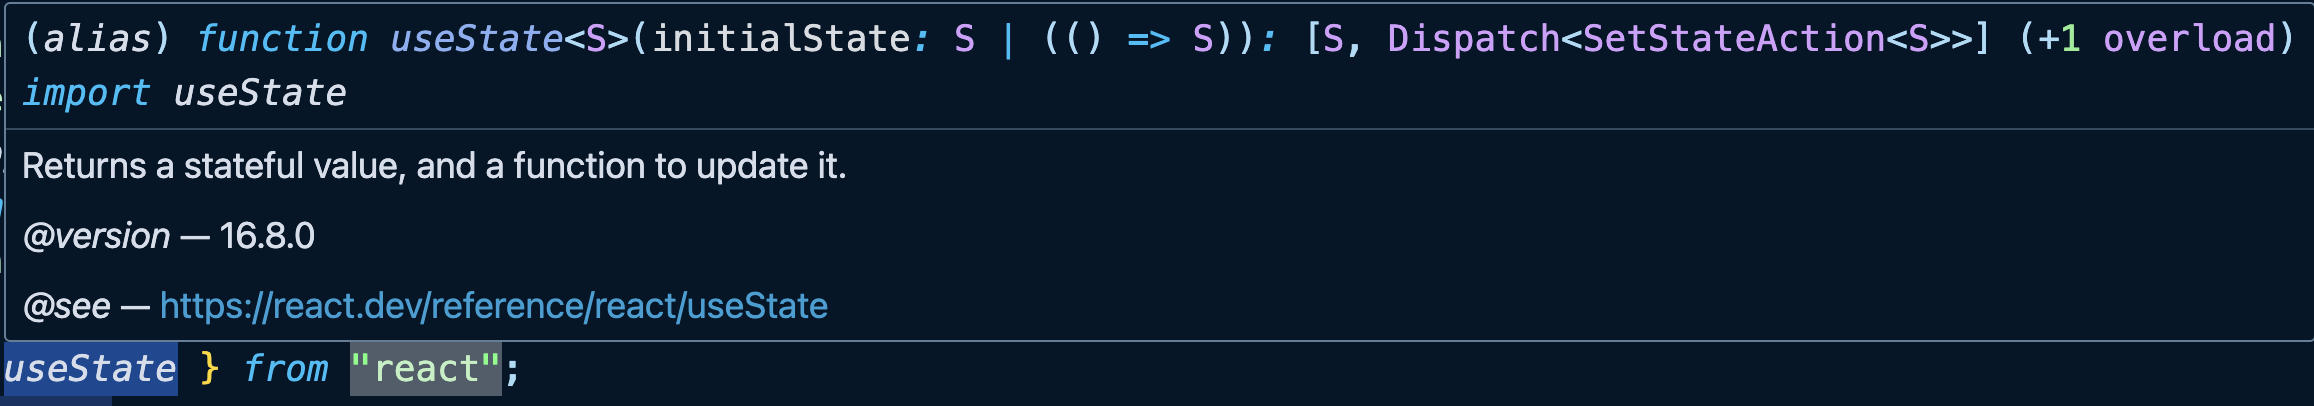 (alias) function useState<S>(initialState: S | (() => S)): [S, Dispatch<SetStateAction<S>>] (+1 overload)
import useState
Returns a stateful value, and a function to update it.
@version — 16.8.0
@see — https://react.dev/reference/react/useState
useState } from "react";